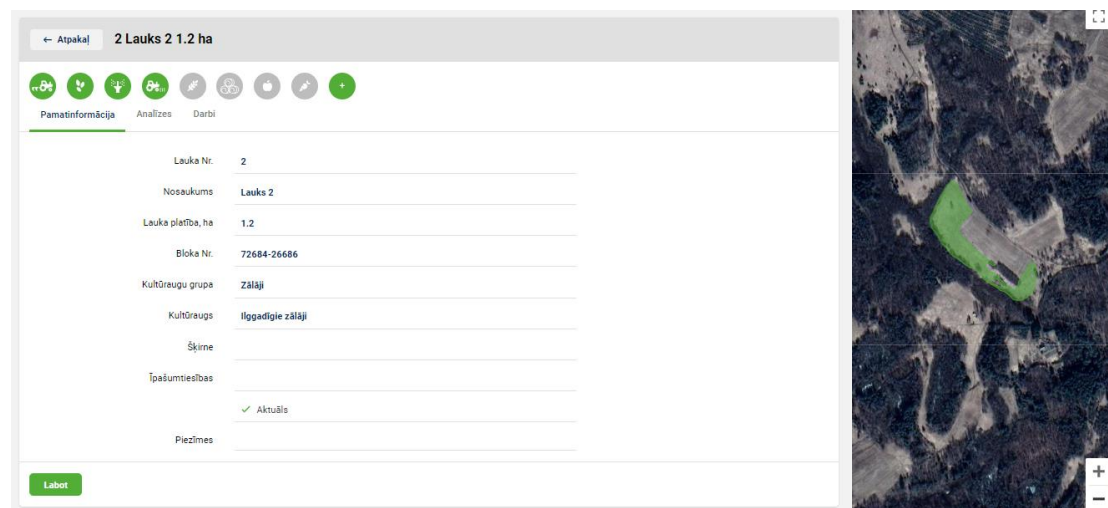 ← Atpakaļ 2 Lauks 2 1.2 ha
Pamatinformācija Analīzes Darbi
Lauka Nr. 2
Nosaukums Lauks 2
Lauka platība, ha 1.2
Bloka Nr. 72684-26686
Kultūraugu grupa Zālāji
Kultūraugs Ilggadīgie zālāji
Šķirne
Īpašumtiesības
✓ Aktuāls
Piezīmes
Labot